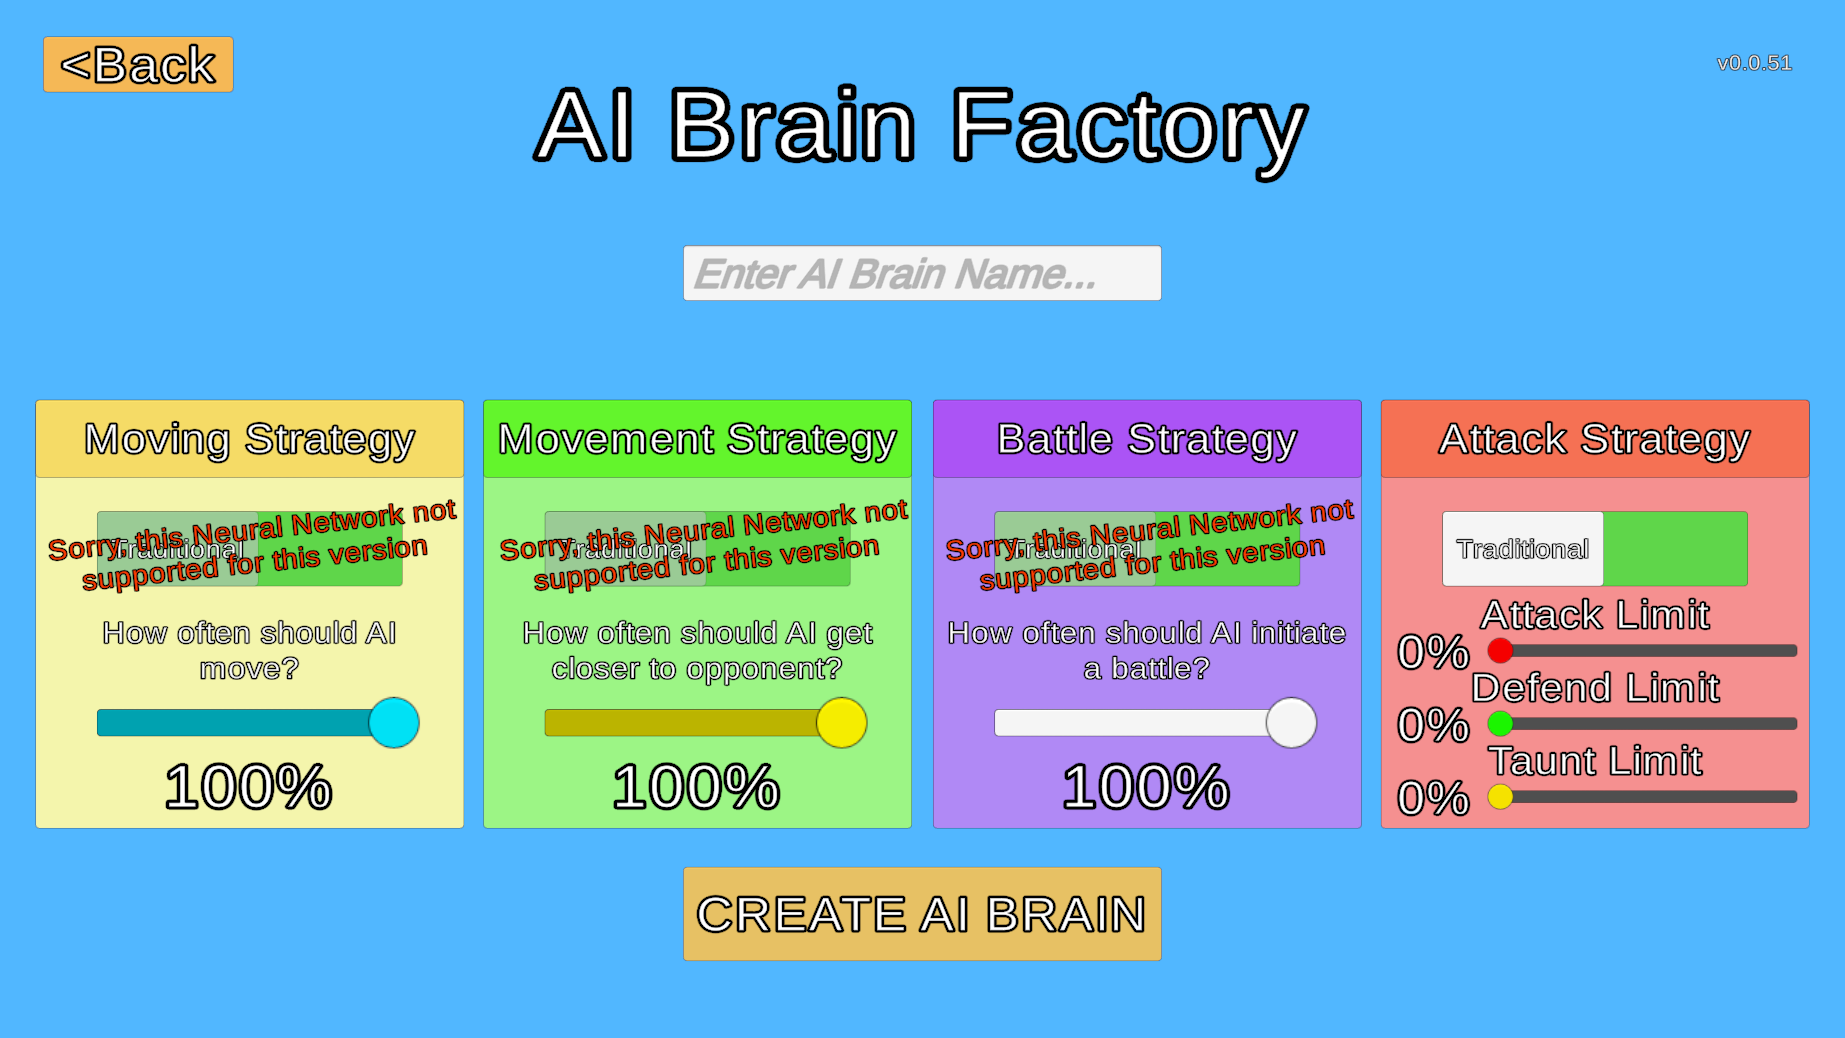 <Back
v0.0.51
AI Brain Factory
Enter AI Brain Name...
Moving Strategy
Traditional
Sorry, this Neural Network not
supported for this version
How often should AI
move?
100%
Movement Strategy
Traditional
Sorry, this Neural Network not
supported for this version
How often should AI get
closer to opponent?
100%
Battle Strategy
Traditional
Sorry, this Neural Network not
supported for this version
How often should AI initiate
a battle?
100%
Attack Strategy
Traditional
Attack Limit
0%
Defend Limit
0%
Taunt Limit
0%
CREATE AI BRAIN